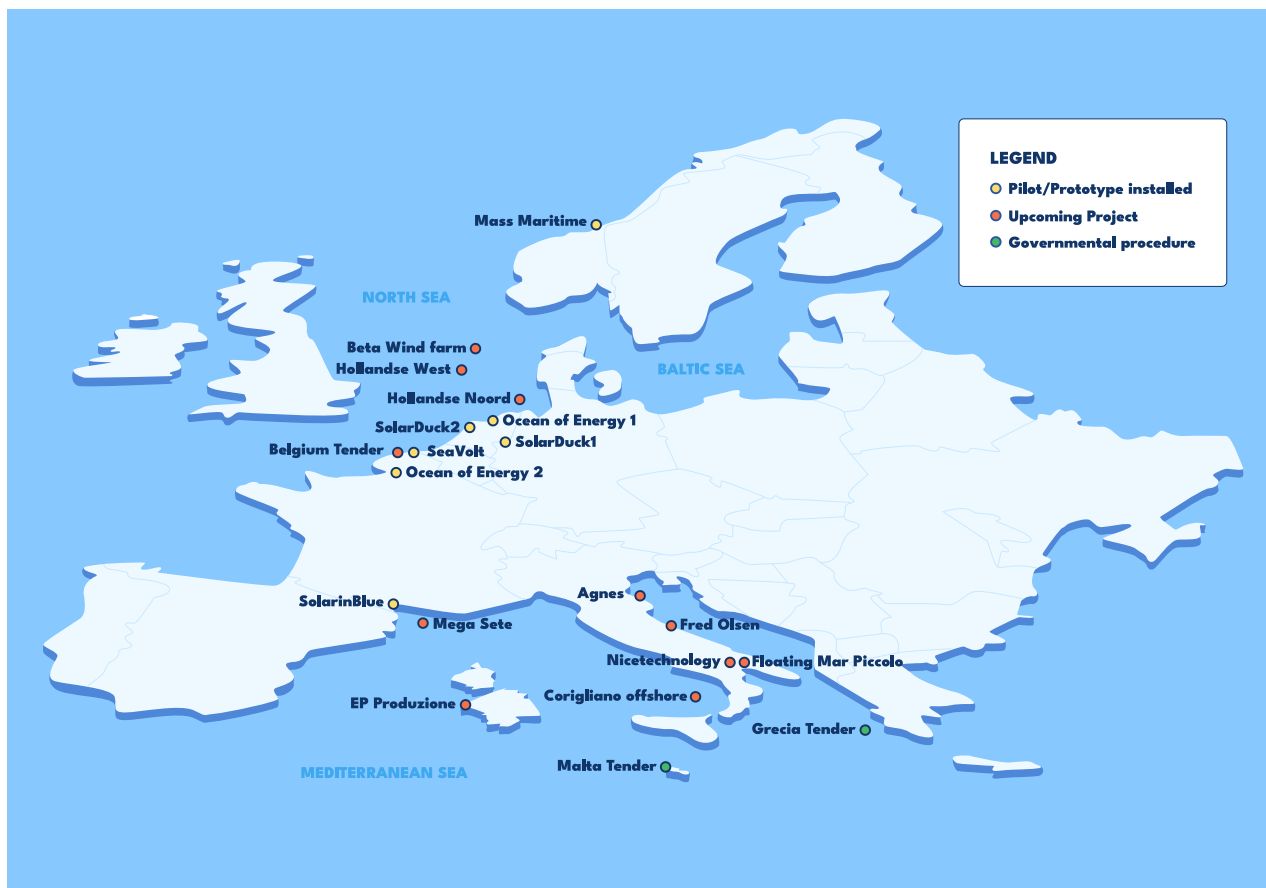 LEGEND
Pilot/Prototype installed
Upcoming Project
Governmental procedure
Mass Maritime
NORTH SEA
Beta Wind farm
Hollandse West
BALTIC SEA
Hollandse Noord
Ocean of Energy 1
SolarDuck2
SolarDuck1
Belgium Tender
SeaVolt
Ocean of Energy 2
Agnes
SolarinBlue
Mega Sete
Fred Olsen
Nicetechnology
Floating Mar Piccolo
Corigliano offshore
EP Produzione
Grecia Tender
Malta Tender
MEDITERRANEAN SEA